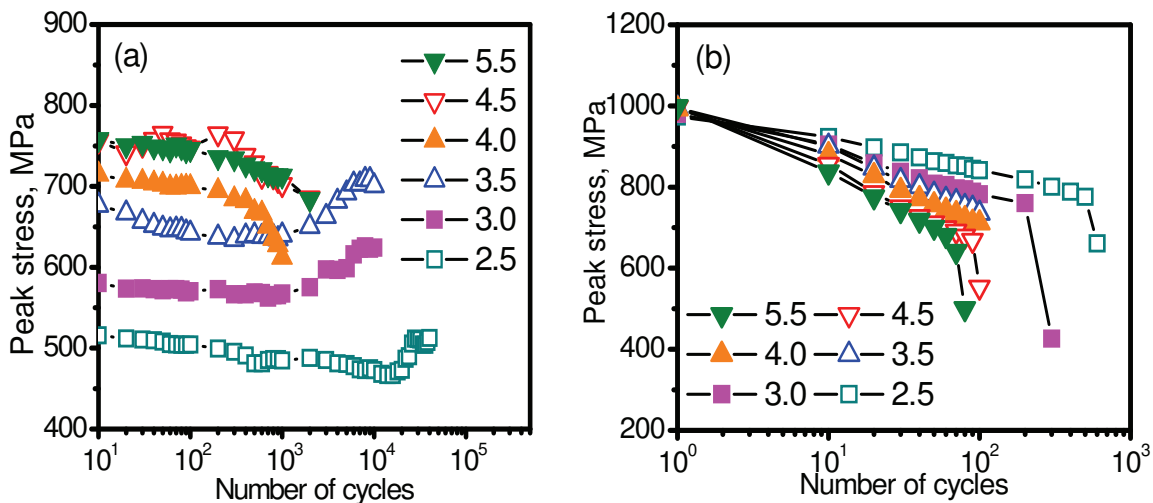 (a)
900
800
700
600
500
400
Peak stress, MPa
10¹ 10² 10³ 10⁴ 10⁵
Number of cycles
5.5
4.5
4.0
3.5
3.0
2.5
(b)
1200
1000
800
600
400
200
Peak stress, MPa
10⁰ 10¹ 10² 10³
Number of cycles
5.5 4.5
4.0 3.5
3.0 2.5